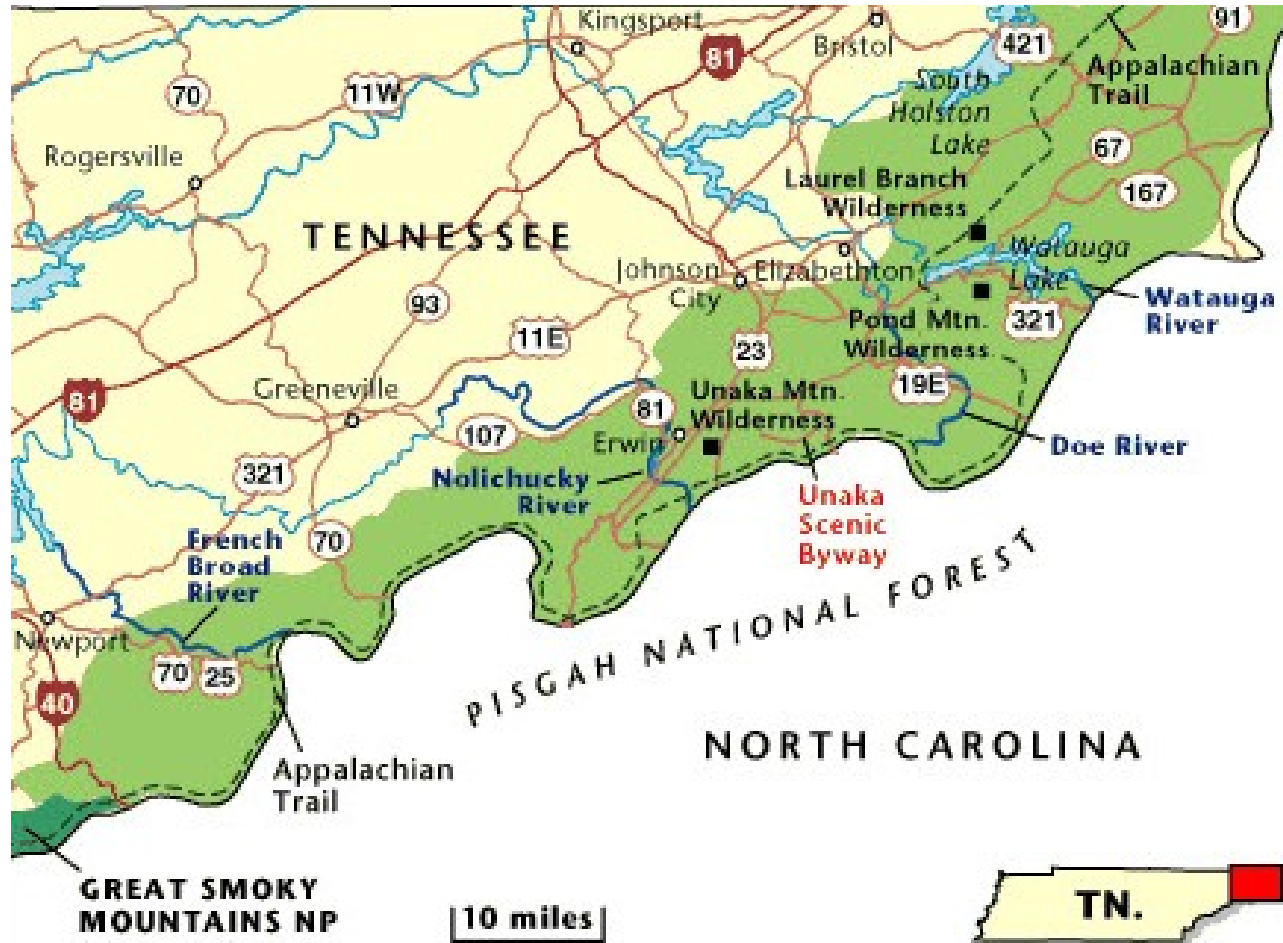 Kingsport
Bristol
81
421
91
Appalachian
Trail
70
11W
South
Holston
Lake
Rogersville
67
167
Laurel Branch
Wilderness
TENNESSEE
Watauga
Lake
Johnson
City
Elizabethton
Watauga
River
93
11E
23
Pond Mtn.
Wilderness
321
19E
81
Greeneville
Unaka Mtn.
Wilderness
81
107
Erwin
Doe River
321
Nolichucky
River
Unaka
Scenic
Byway
70
French
Broad
River
Newport
70
25
PISGAH NATIONAL FOREST
40
NORTH CAROLINA
Appalachian
Trail
GREAT SMOKY
MOUNTAINS NP
10 miles
TN.